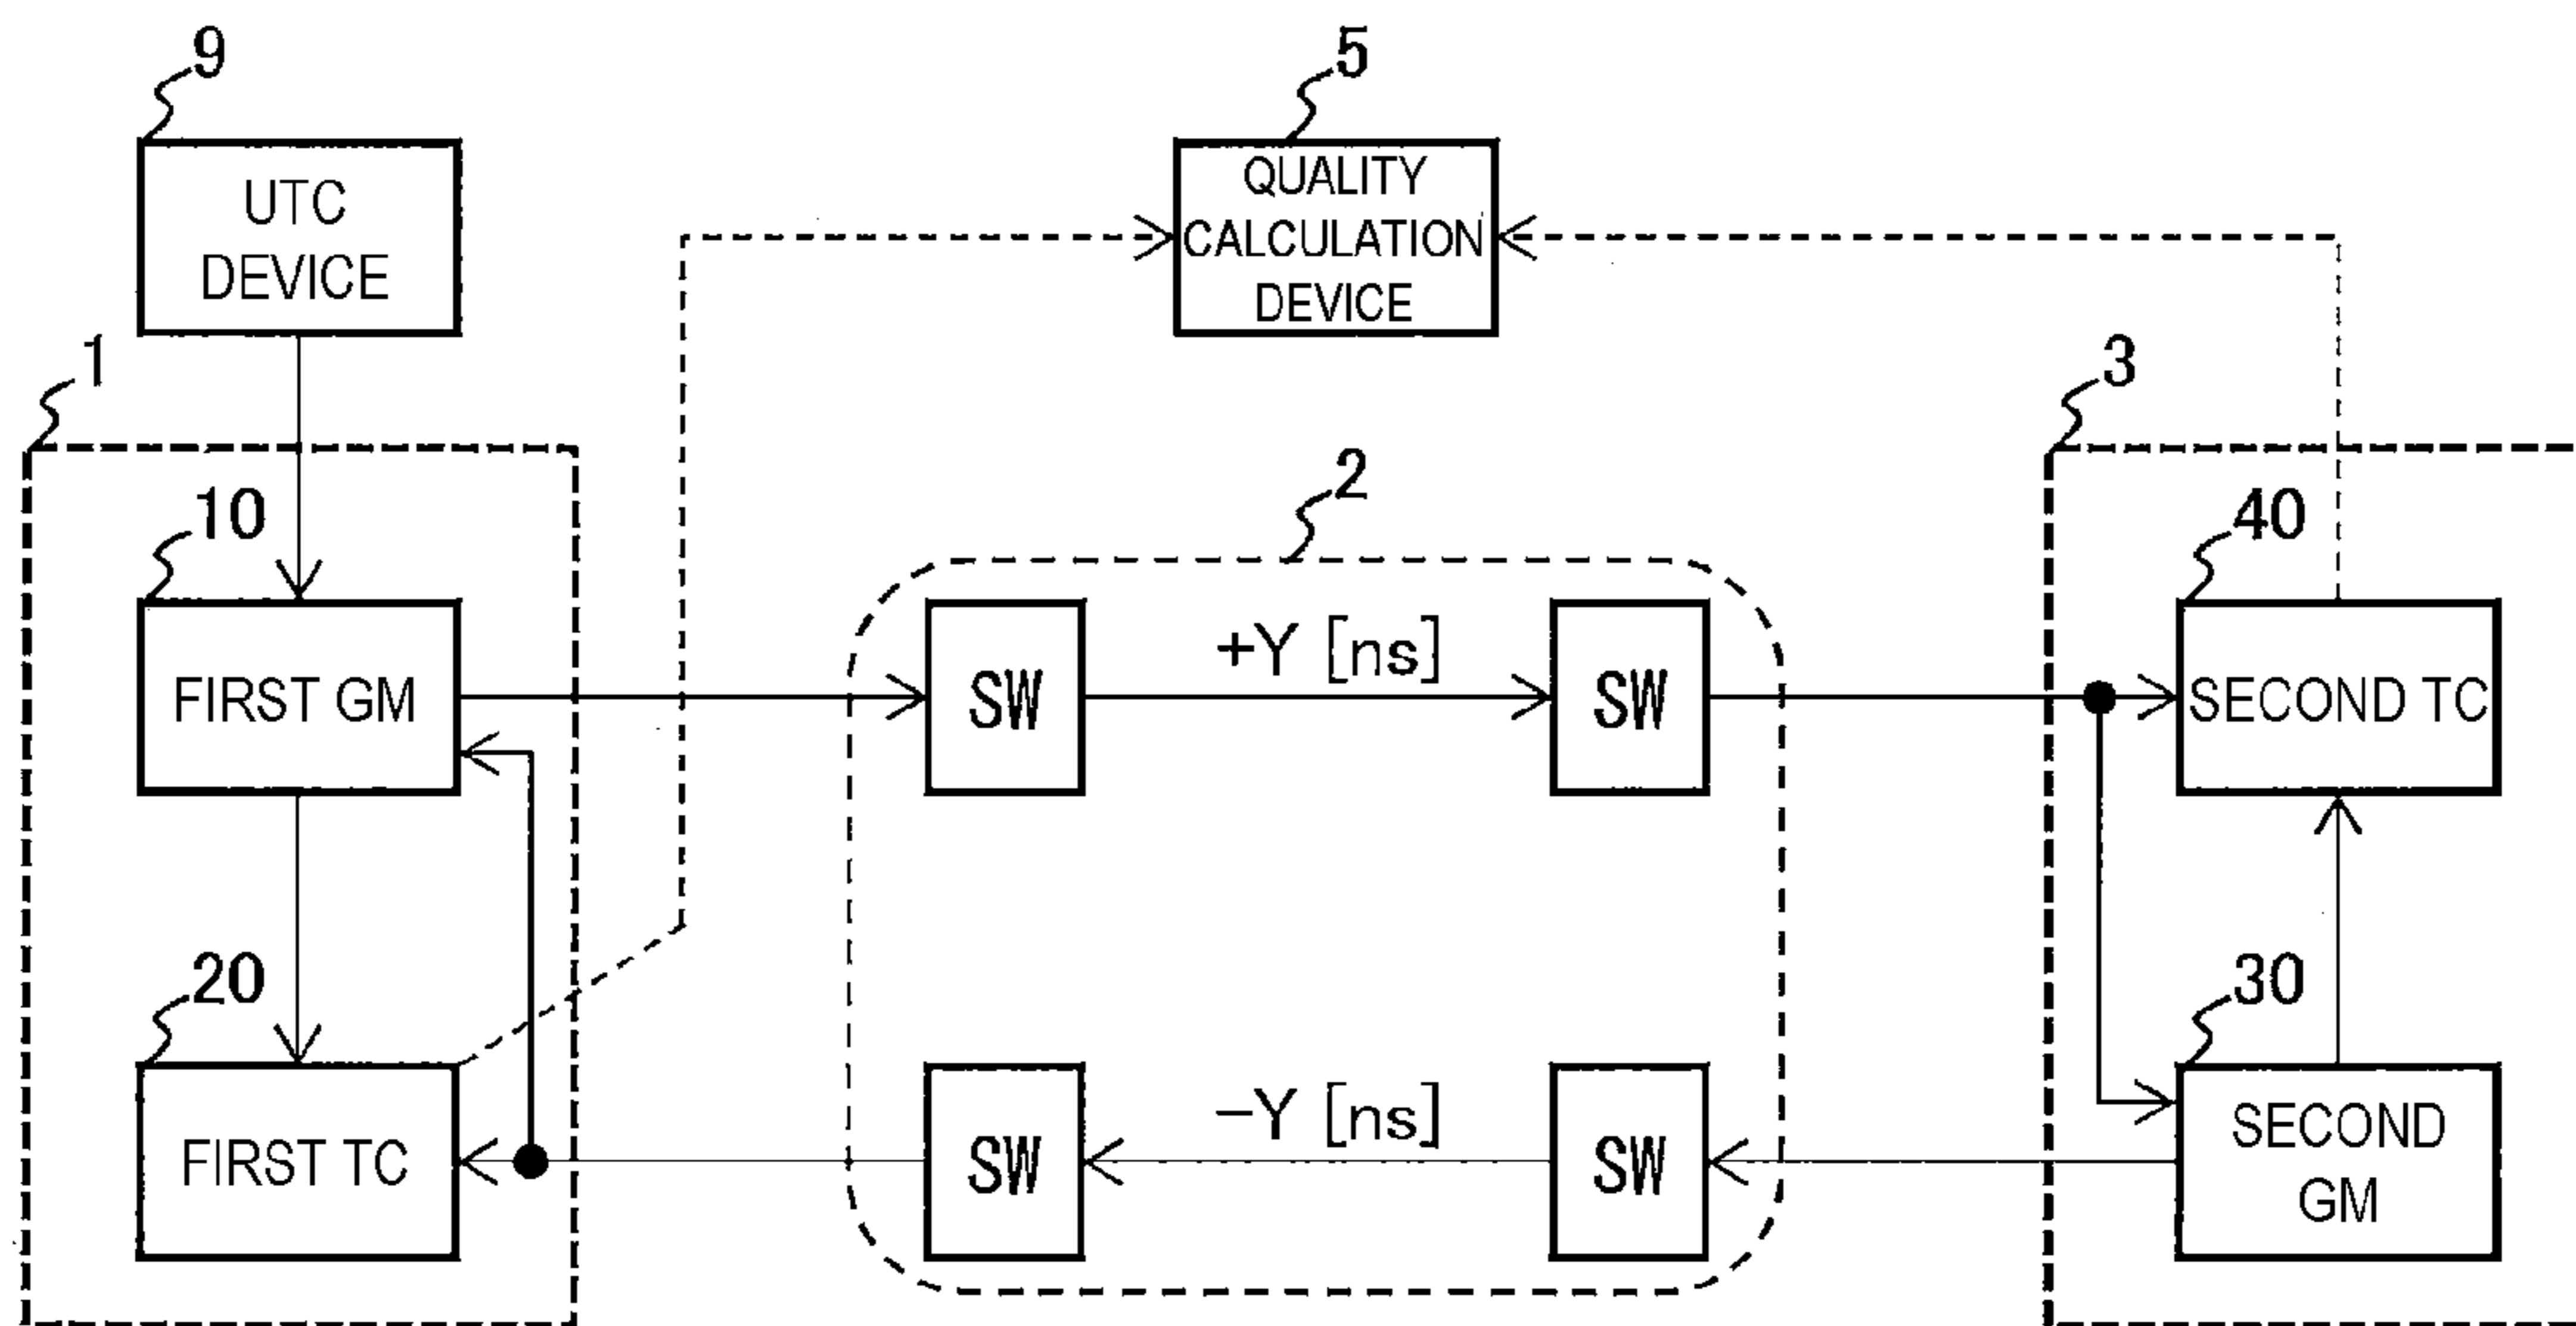 9
5
UTC
DEVICE
QUALITY
CALCULATION
DEVICE
1
3
2
10
40
FIRST GM
SW
+Y [ns]
SW
SECOND TC
20
30
FIRST TC
SW
−Y [ns]
SW
SECOND
GM